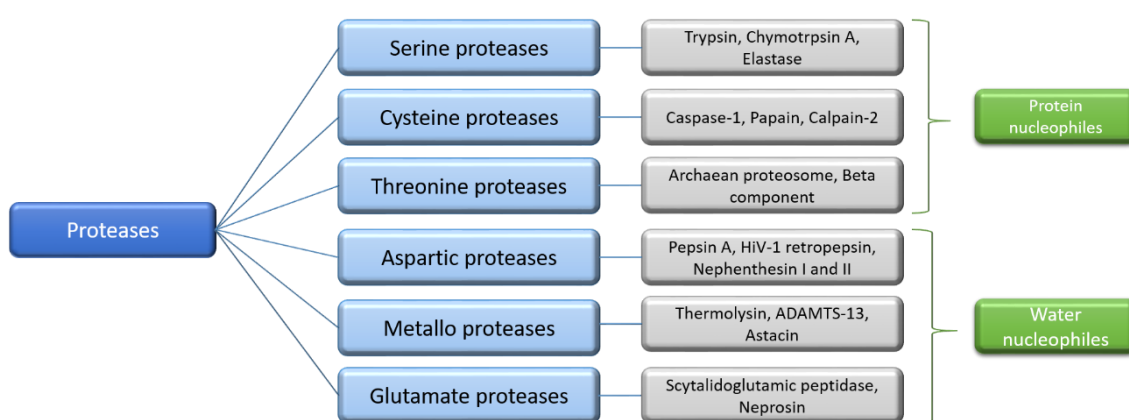 Serine proteases
Trypsin, Chymotrpsin A,
Elastase
Cysteine proteases
Caspase-1, Papain, Calpain-2
Protein
nucleophiles
Threonine proteases
Archaean proteosome, Beta
component
Proteases
Aspartic proteases
Pepsin A, HiV-1 retropepsin,
Nephenthesin I and II
Metallo proteases
Thermolysin, ADAMTS-13,
Astacin
Water
nucleophiles
Glutamate proteases
Scytalidoglutamic peptidase,
Neprosin